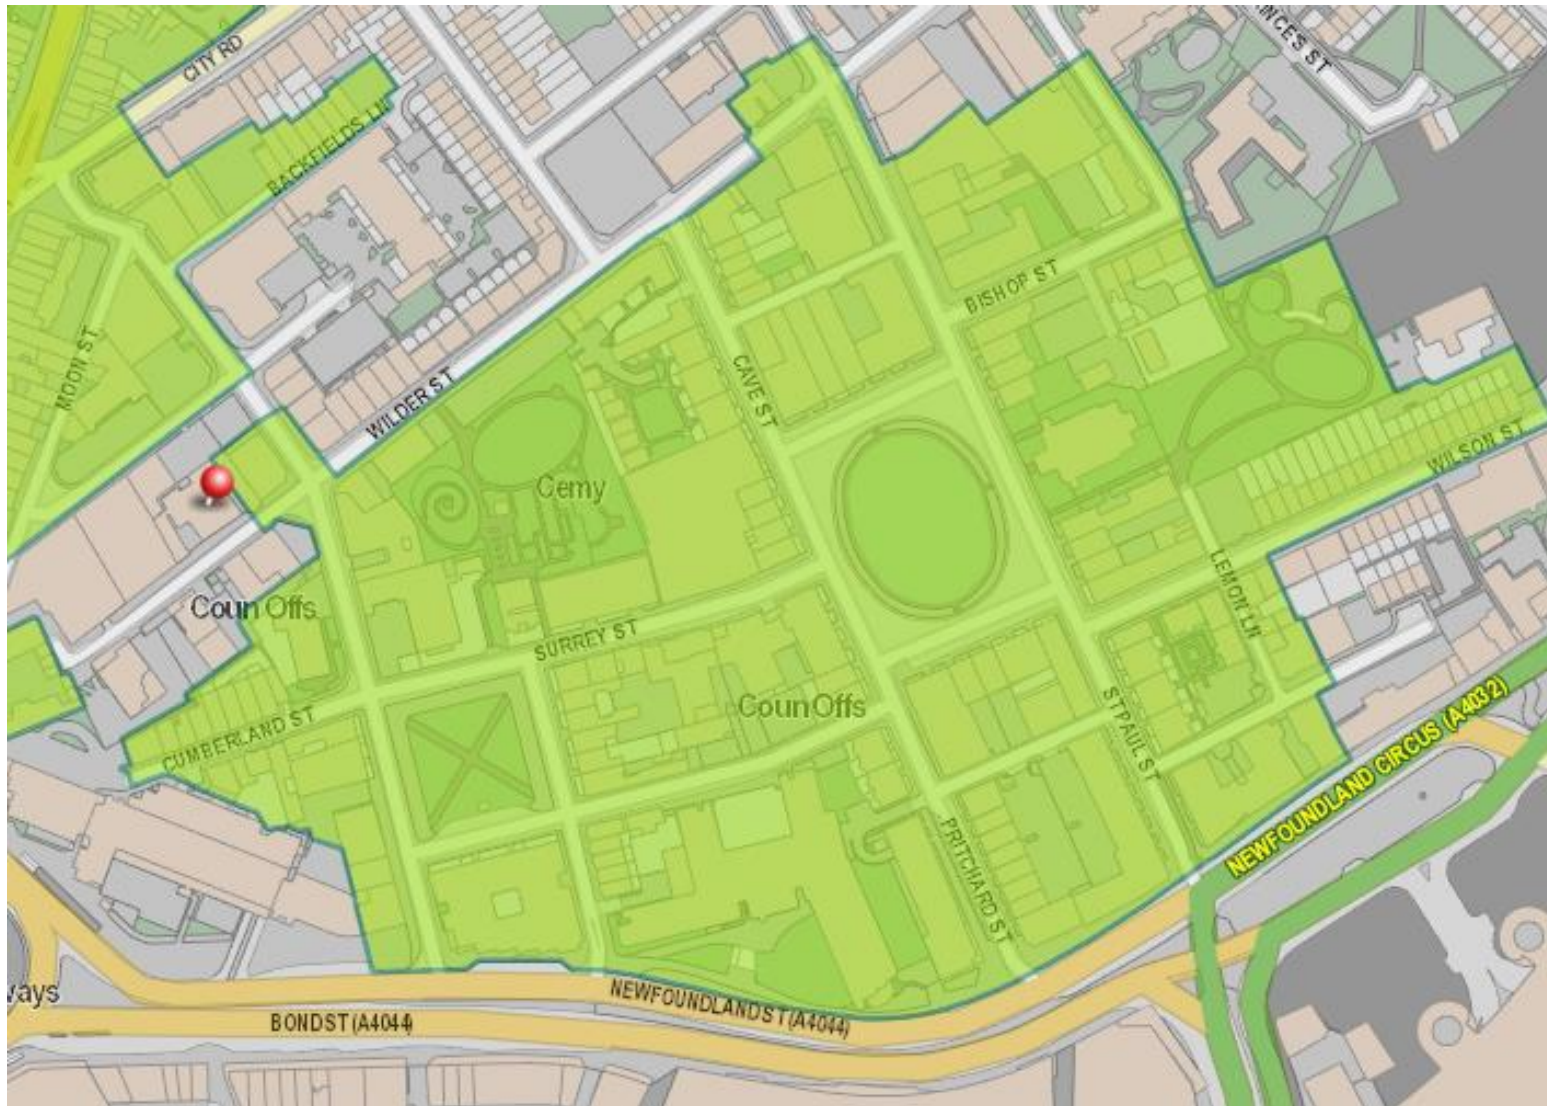 CITY RD
INCES ST
BACKFIELDS LN
BISHOP ST
MOON ST
CAVE ST
WILDER ST
WILSON ST
Cemy
LEMON LN
Coun Offs
SURREY ST
Coun Offs
CUMBERLAND ST
ST PAUL ST
NEWFOUNDLAND CIRCUS (A4032)
PRITCHARD ST
ways
NEWFOUNDLAND ST (A4044)
BOND ST (A4044)